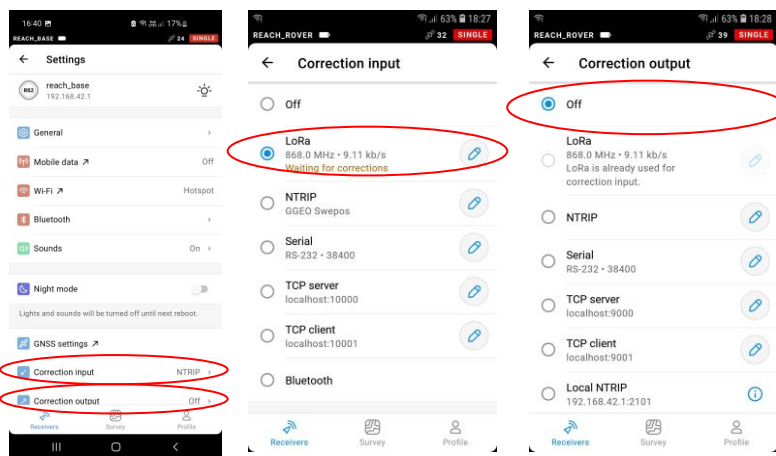 16:40 17%
REACH_BASE 24 SINGLE
Settings
RS2 reach_base
192.168.42.1
General
Mobile data Off
Wi-Fi Hotspot
Bluetooth
Sounds On
Night mode
Lights and sounds will be turned off until next reboot.
GNSS settings
Correction input NTRIP
Correction output Off
Receivers Survey Profile
63% 18:27
REACH_ROVER 32 SINGLE
Correction input
Off
LoRa
868.0 MHz • 9.11 kb/s
Waiting for corrections
NTRIP
GGEO Swepos
Serial
RS-232 • 38400
TCP server
localhost:10000
TCP client
localhost:10001
Bluetooth
Receivers Survey Profile
63% 18:28
REACH_ROVER 39 SINGLE
Correction output
Off
LoRa
868.0 MHz • 9.11 kb/s
LoRa is already used for
correction input.
NTRIP
Serial
RS-232 • 38400
TCP server
localhost:9000
TCP client
localhost:9001
Local NTRIP
192.168.42.1:2101
Receivers Survey Profile